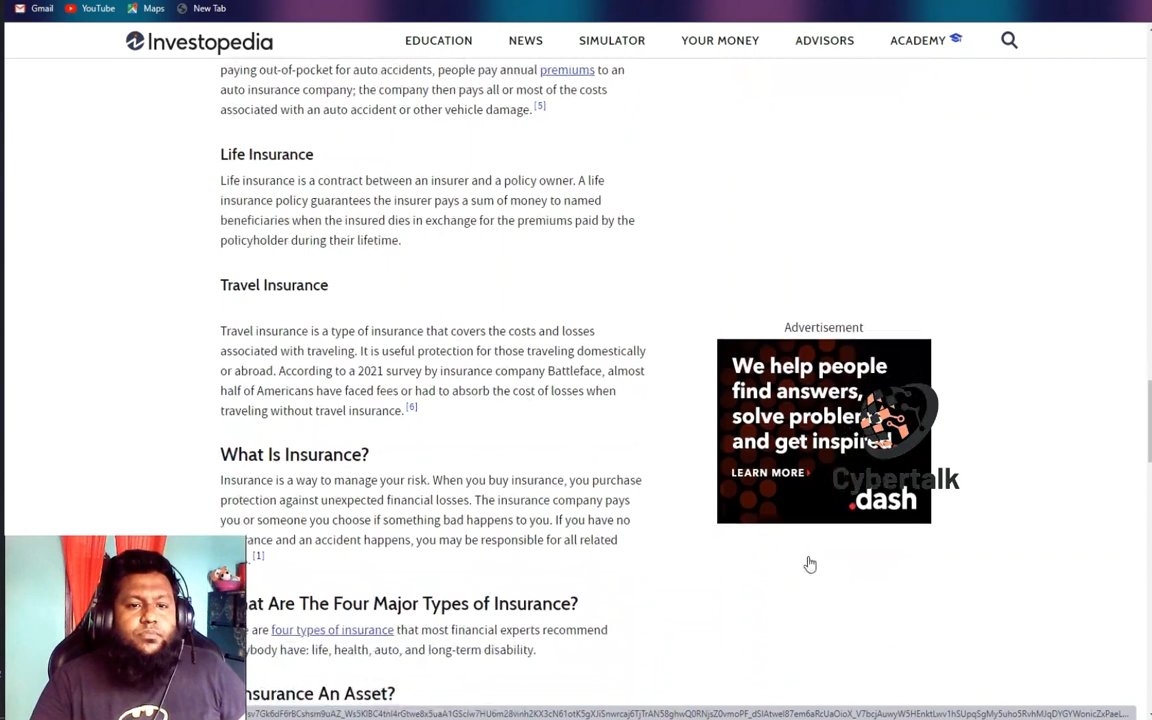 Gmail YouTube Maps New Tab
Investopedia EDUCATION NEWS SIMULATOR YOUR MONEY ADVISORS ACADEMY
paying out-of-pocket for auto accidents, people pay annual premiums to an
auto insurance company; the company then pays all or most of the costs
associated with an auto accident or other vehicle damage. [5]
Life Insurance
Life insurance is a contract between an insurer and a policy owner. A life
insurance policy guarantees the insurer pays a sum of money to named
beneficiaries when the insured dies in exchange for the premiums paid by the
policyholder during their lifetime.
Travel Insurance
Travel insurance is a type of insurance that covers the costs and losses
associated with traveling. It is useful protection for those traveling domestically
or abroad. According to a 2021 survey by insurance company Battleface, almost
half of Americans have faced fees or had to absorb the cost of losses when
traveling without travel insurance. [6]
What Is Insurance?
Insurance is a way to manage your risk. When you buy insurance, you purchase
protection against unexpected financial losses. The insurance company pays
you or someone you choose if something bad happens to you. If you have no
and an accident happens, you may be responsible for all related
[1]
What Are The Four Major Types of Insurance?
are four types of insurance that most financial experts recommend
have: life, health, auto, and long-term disability.
Insurance An Asset?
Advertisement
We help people
find answers,
solve problem
and get inspired
LEARN MORE
Cybertalk
.dash